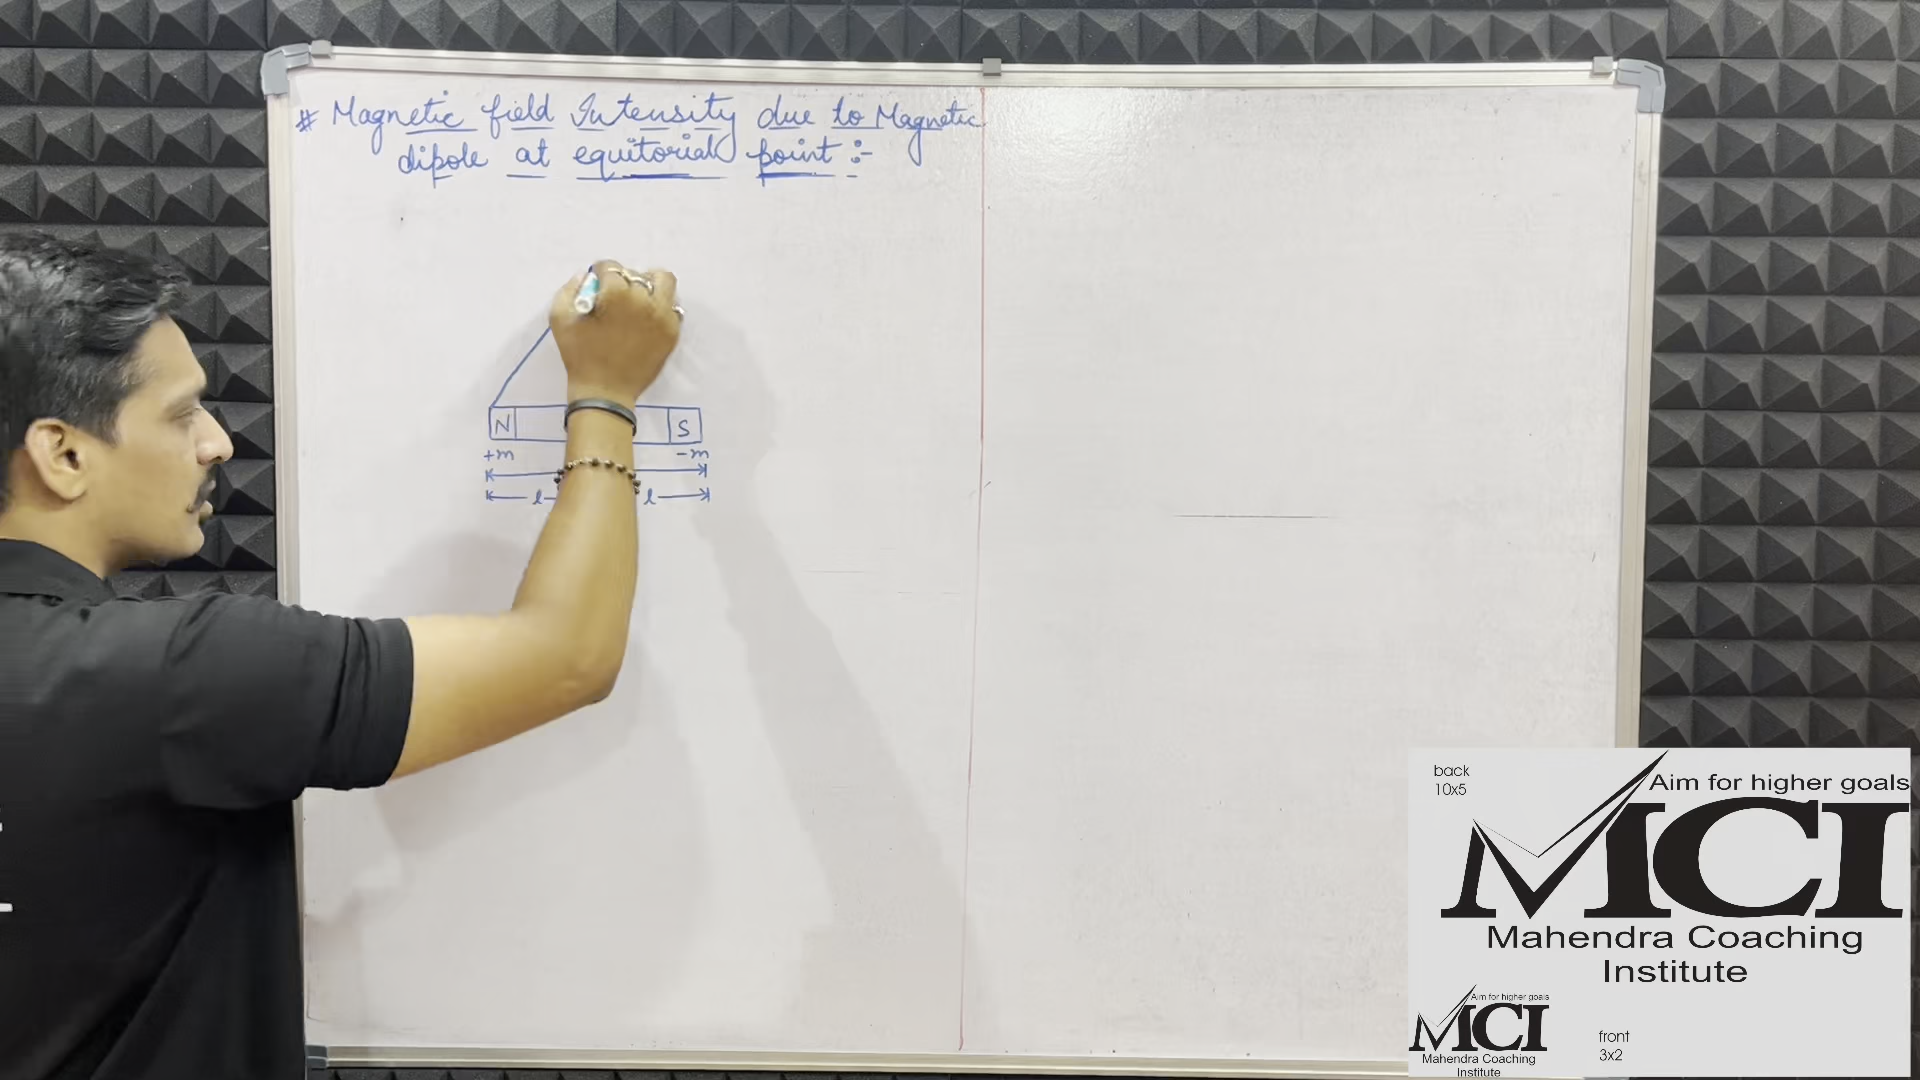 # Magnetic field Intensity due to Magnetic
dipole at equitorial point :-
N S
+m -m
l l
back
10x5
Aim for higher goals
MCI
Mahendra Coaching
Institute
Aim for higher goals
MCI
Mahendra Coaching
Institute
front
3x2